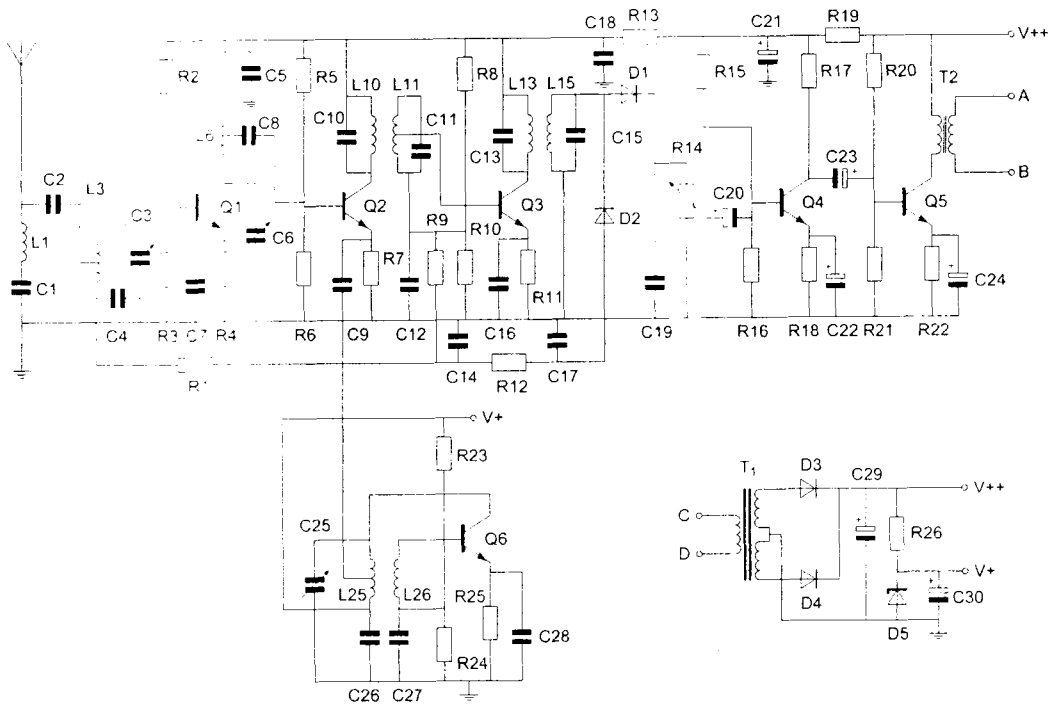 C18 R13 C21 R19 V++
R2 C5 R5 L10 L11 R8 L13 L15 D1 R15 R17 R20 T2
A
L6 C8 C10 C11 C13 C15 R14 C23
B
C2 L3 Q1 Q2 Q3 D2 C20 Q4 Q5
L1 C3 C6 R7 R9 R10 R11
C1 C24
C4 R3 C7 R4 R6 C9 C12 C16 C19 R16 R18 C22 R21 R22
R1 C14 R12 C17
V+
R23
T1 D3 C29 V++
C25 Q6 C R26
D
V+
L25 L26 R25 D4 C30
C28 D5
R24
C26 C27